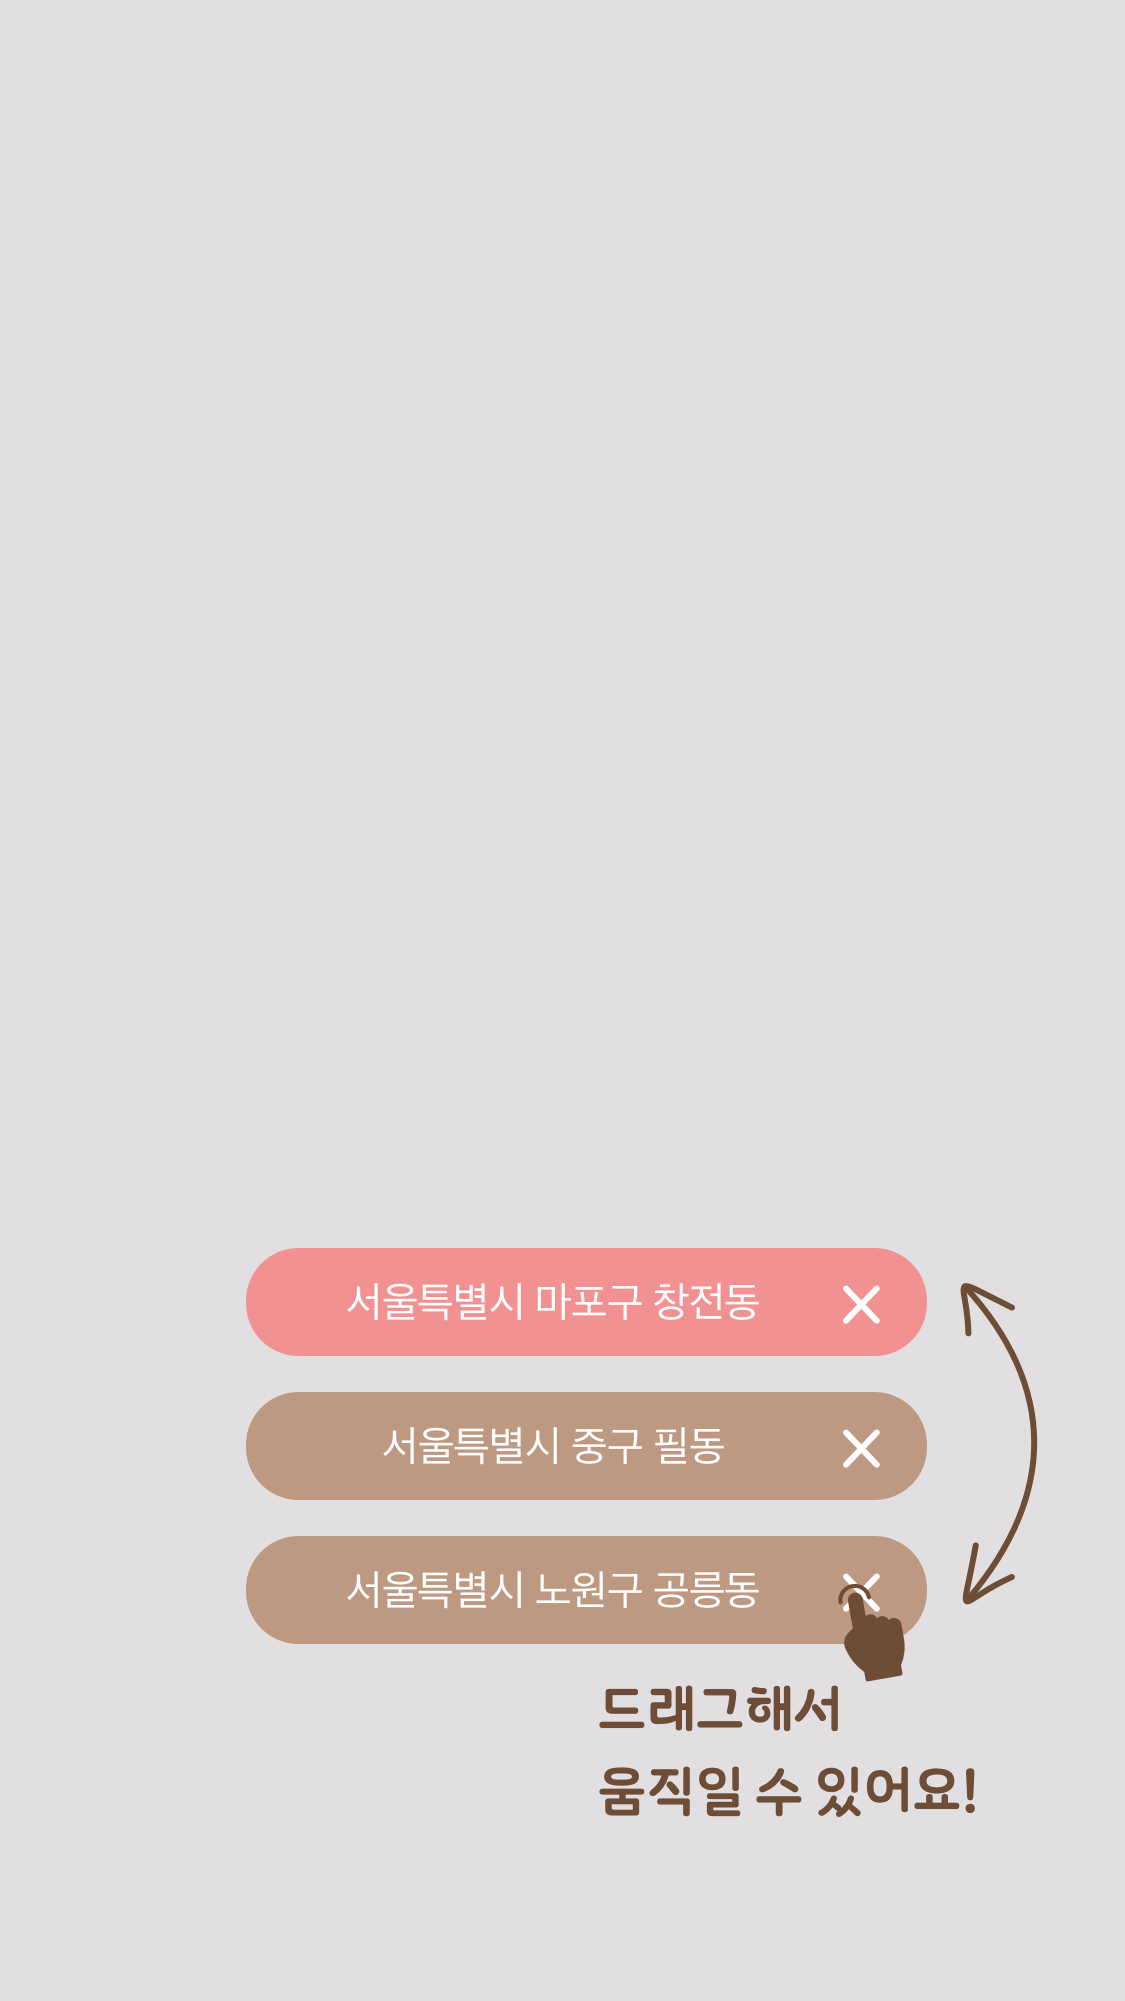 서울특별시 마포구 창전동
서울특별시 중구 필동
서울특별시 노원구 공릉동
드래그해서
움직일 수 있어요!